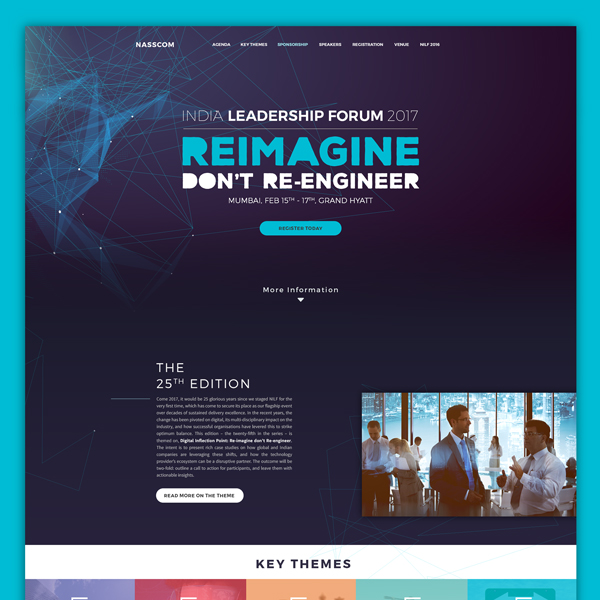 NASSCOM AGENDA KEY THEMES SPONSORSHIP SPEAKERS REGISTRATION VENUE NILF 2016
INDIA LEADERSHIP FORUM 2017
REIMAGINE
DON'T RE-ENGINEER
MUMBAI, FEB 15TH - 17TH, GRAND HYATT
REGISTER TODAY
More Information
THE
25TH EDITION
Come 2017, it would be 25 glorious years since we staged NILF for the
very first time, which has come to secure its place as our flagship event
over decades of sustained delivery excellence. In the recent years, the
change has been pivoted on digital, its multi disciplinary impact on the
industry, and how successful organisations have levered this to strike
optimum balance. This edition – the twenty-fifth in the series – is
themed on, Digital Inflection Point: Re-imagine don't Re-engineer.
The intent is to present rich case studies on how global and Indian
companies are leveraging these shifts, and how the technology
provider's ecosystem can be a disruptive partner. The outcome will be
two-fold: outline a call to action for participants, and leave them with
actionable insights.
READ MORE ON THE THEME
KEY THEMES